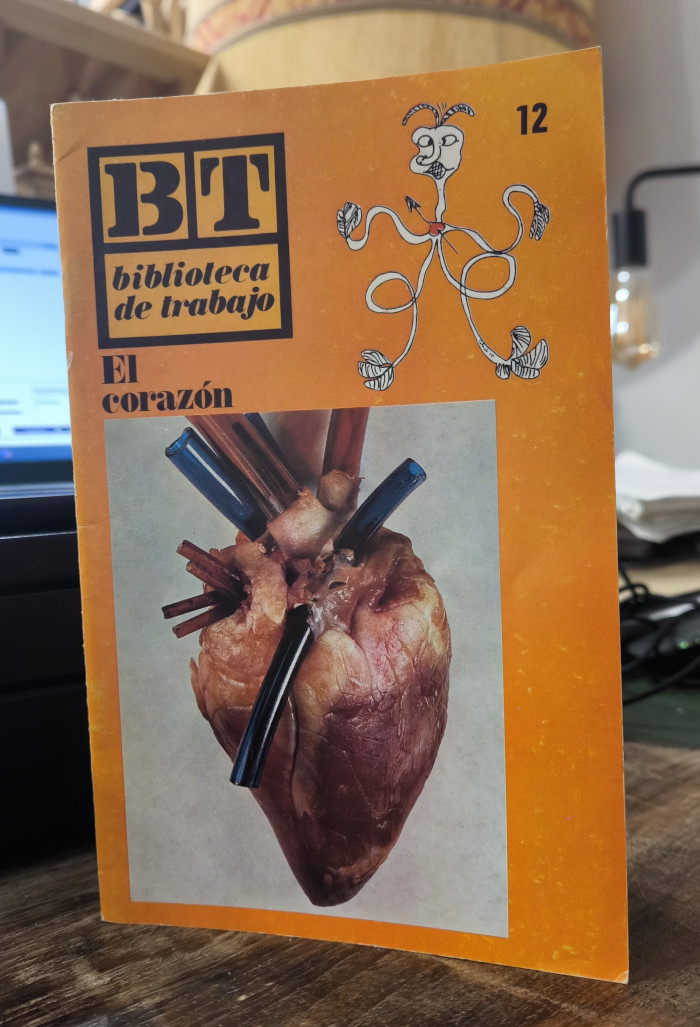 12
BT
biblioteca
de trabajo
El
corazón